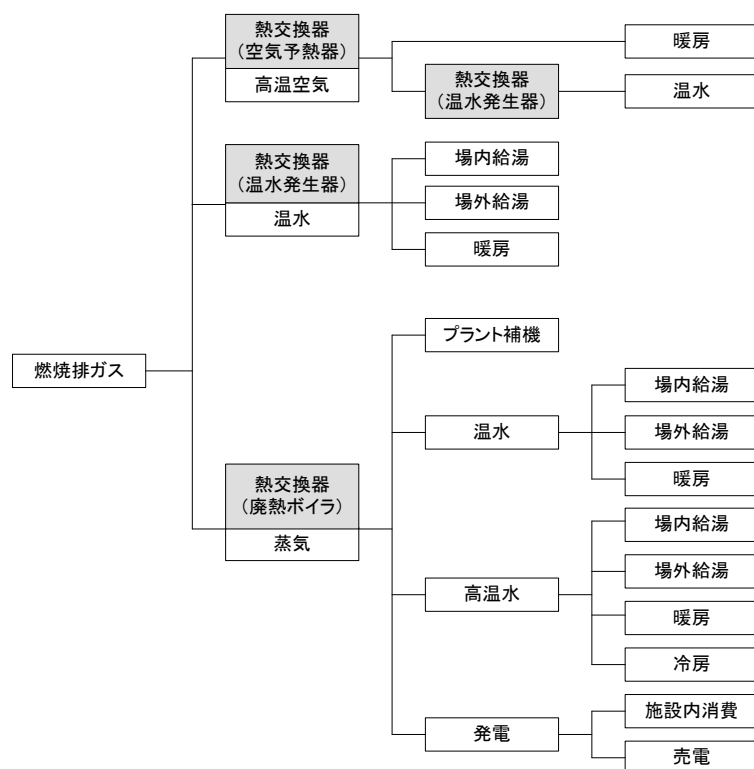 熱交換器
(空気予熱器)
高温空気
暖房
熱交換器
(温水発生器)
温水
熱交換器
(温水発生器)
温水
場内給湯
場外給湯
暖房
燃焼排ガス
熱交換器
(廃熱ボイラ)
蒸気
プラント補機
温水
場内給湯
場外給湯
暖房
高温水
場内給湯
場外給湯
暖房
冷房
発電
施設内消費
売電